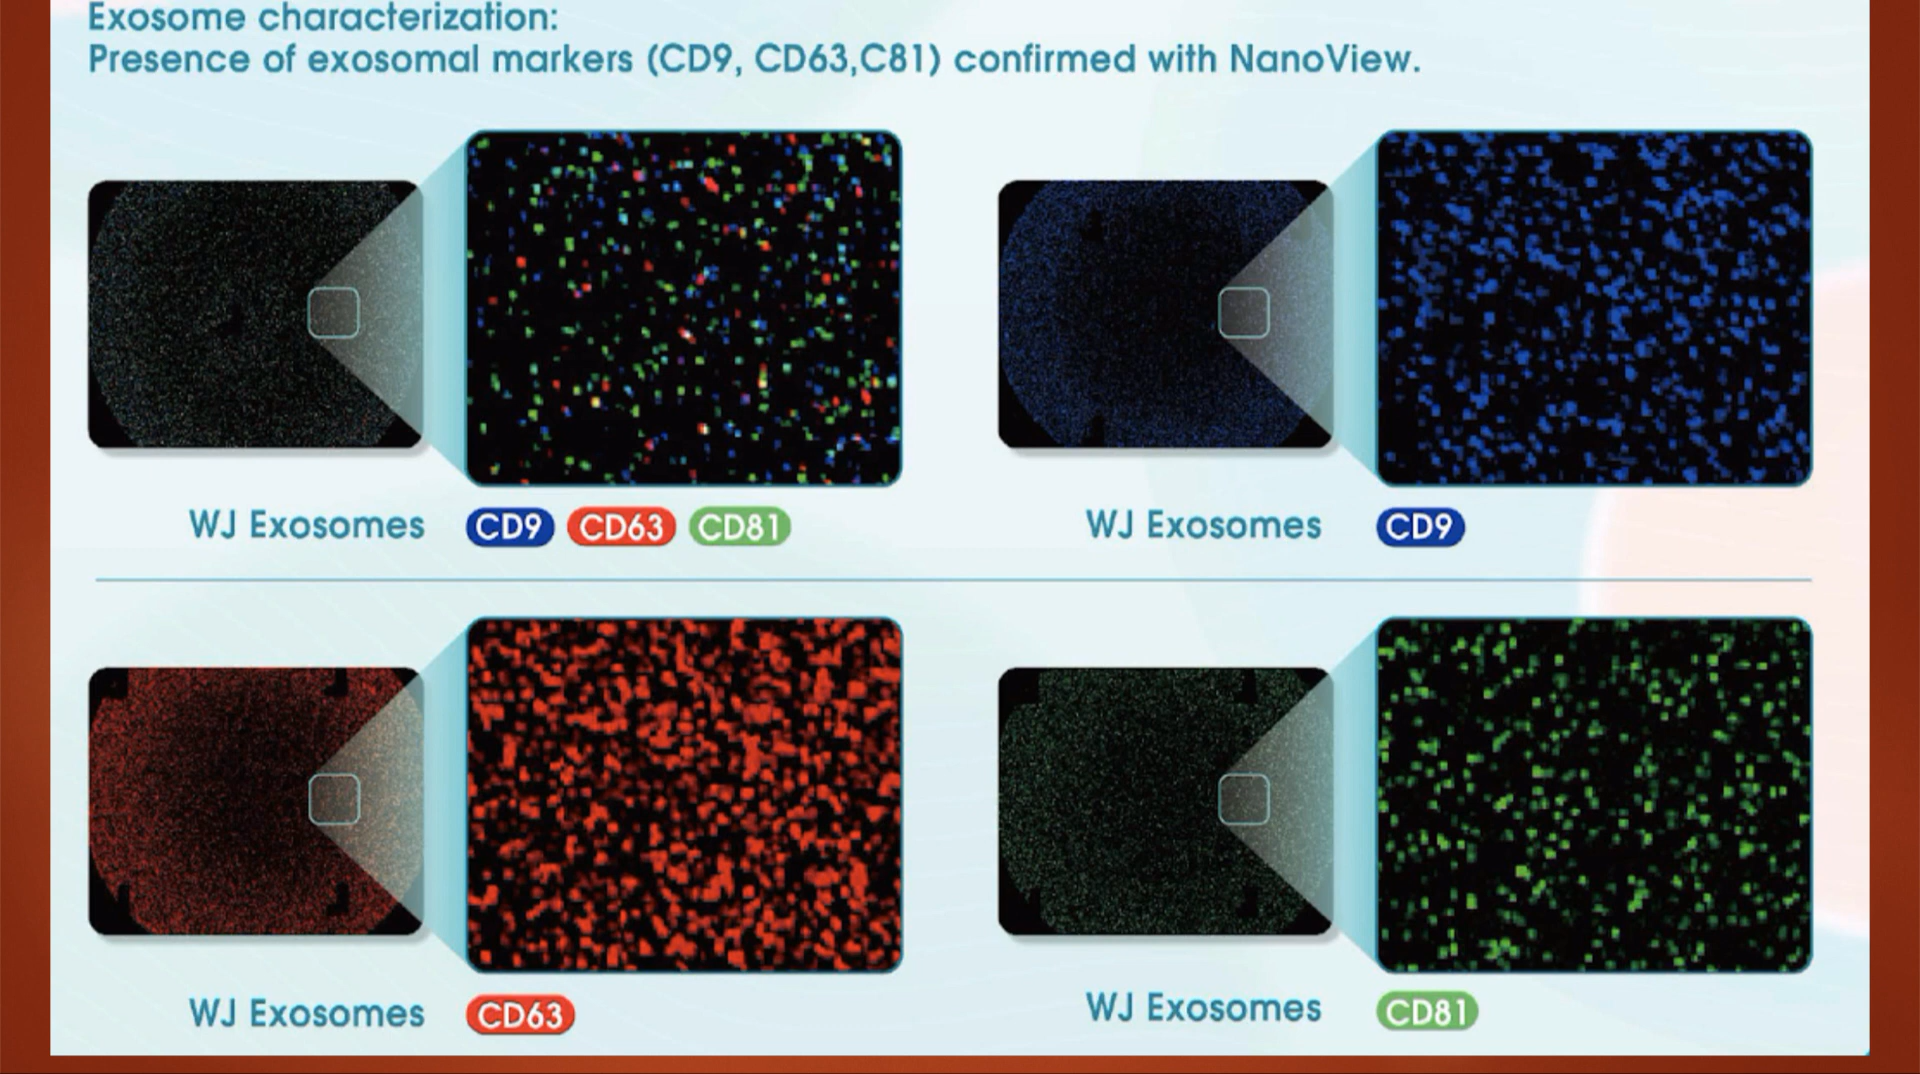 Exosome characterization:
Presence of exosomal markers (CD9, CD63,C81) confirmed with NanoView.
WJ Exosomes CD9 CD63 CD81
WJ Exosomes CD9
WJ Exosomes CD63
WJ Exosomes CD81